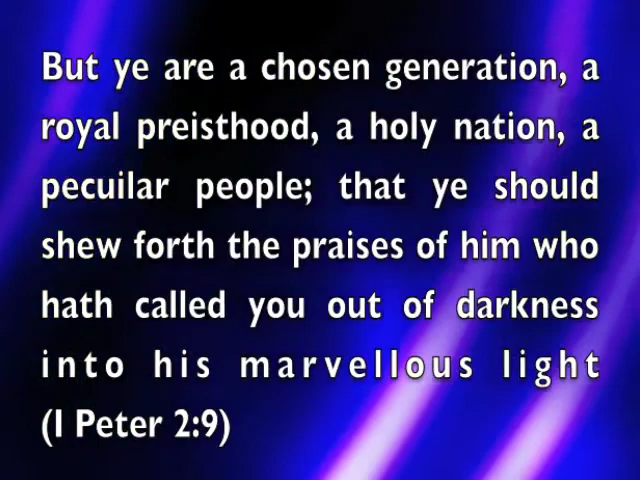 But ye are a chosen generation, a
royal preisthood, a holy nation, a
pecuilar people; that ye should
shew forth the praises of him who
hath called you out of darkness
into his marvellous light
(I Peter 2:9)